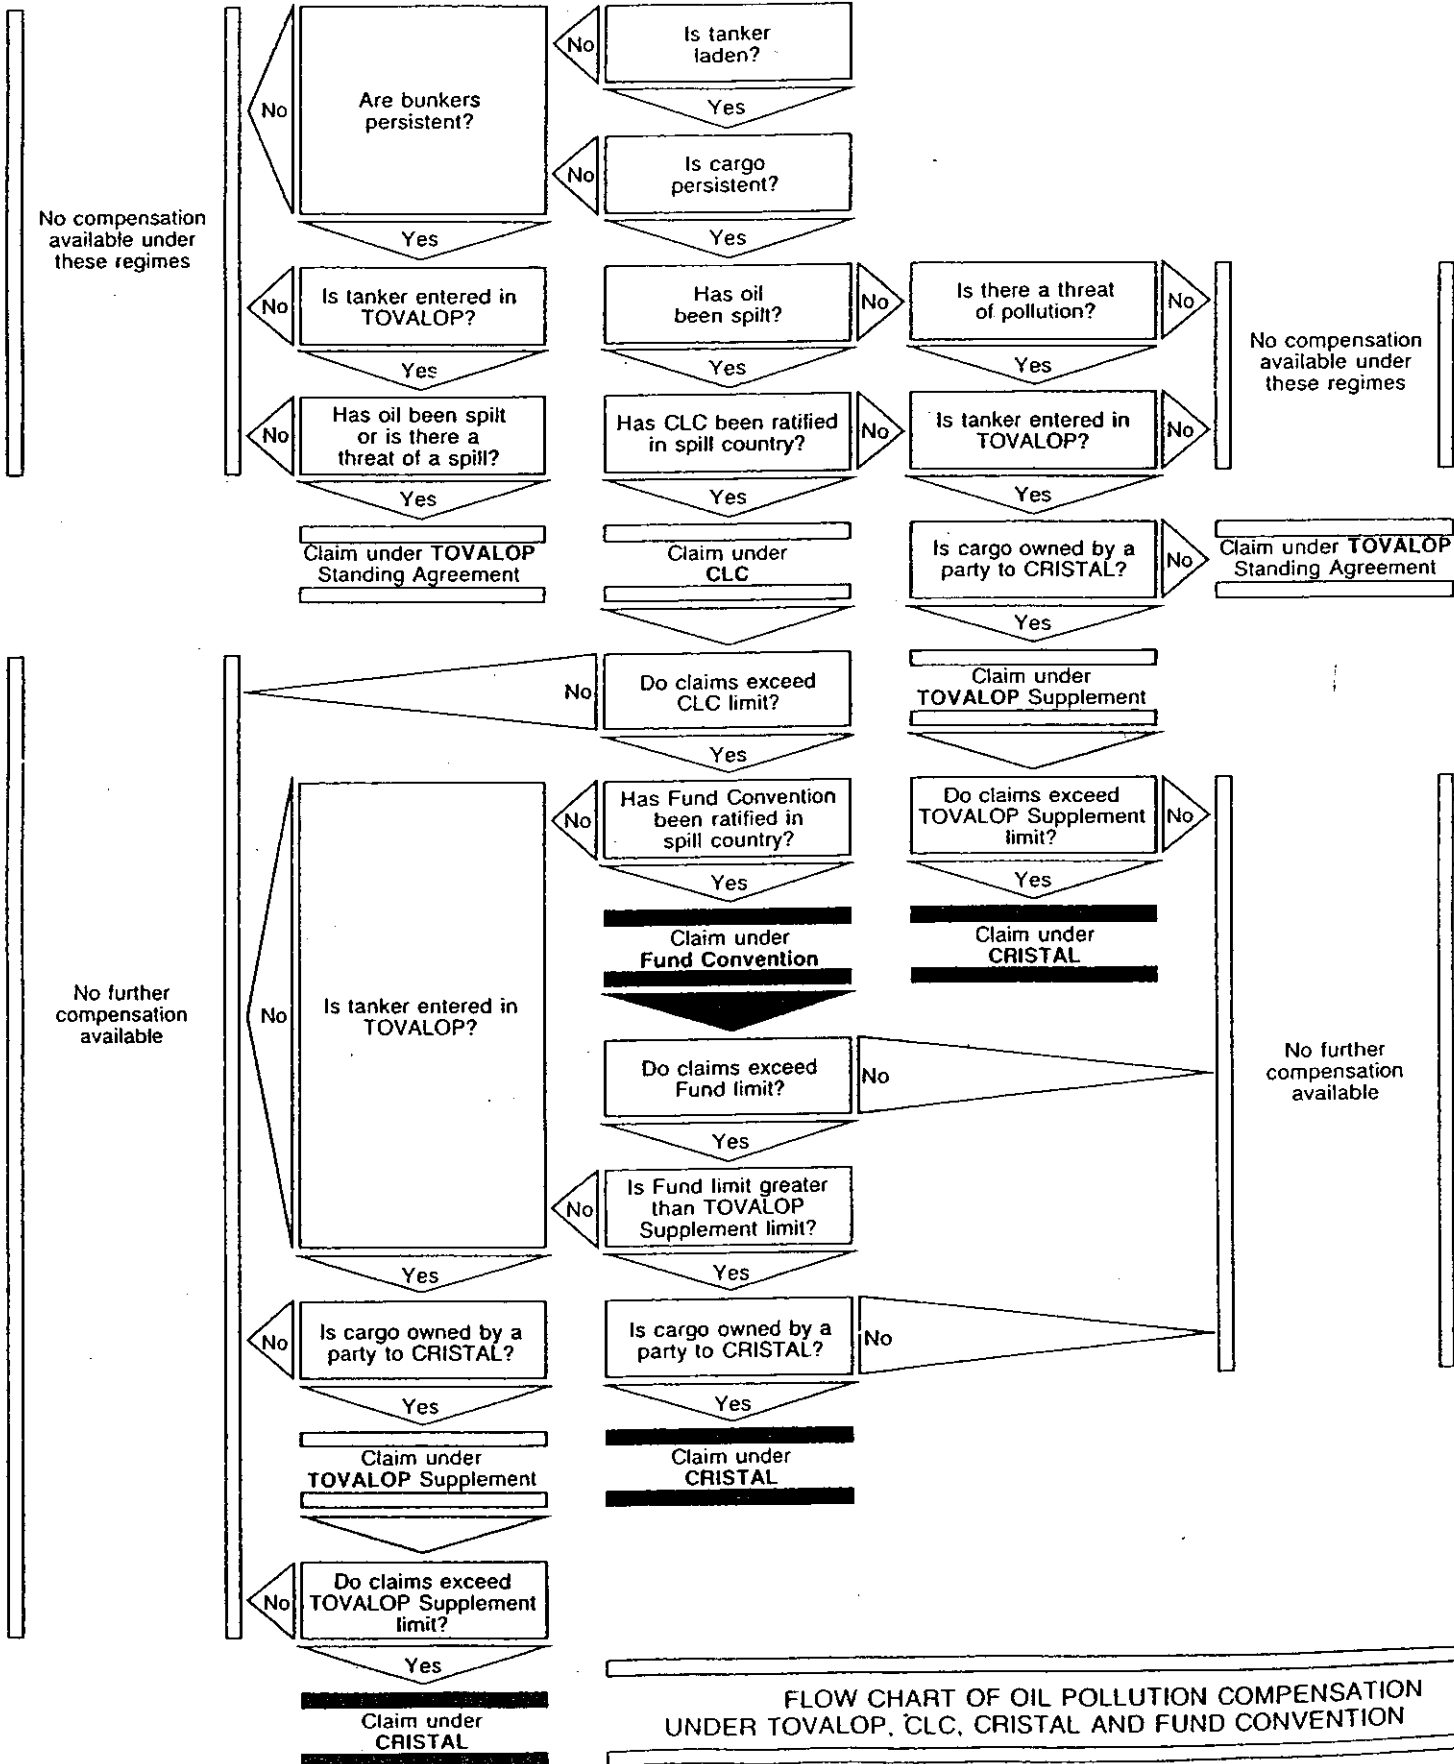 Is tanker
laden?
No
Yes
Are bunkers
persistent?
No
Is cargo
persistent?
No
Yes
Yes
No compensation
available under
these regimes
Is tanker entered in
TOVALOP?
No
Yes
Has oil
been spilt?
No
Yes
Is there a threat
of pollution?
No
Yes
No compensation
available under
these regimes
Has oil been spilt
or is there a
threat of a spill?
No
Yes
Has CLC been ratified
in spill country?
No
Yes
Is tanker entered in
TOVALOP?
No
Yes
Claim under TOVALOP
Standing Agreement
Claim under
CLC
Is cargo owned by a
party to CRISTAL?
No
Yes
Claim under TOVALOP
Standing Agreement
Do claims exceed
CLC limit?
No
Yes
Claim under
TOVALOP Supplement
Has Fund Convention
been ratified in
spill country?
No
Yes
Do claims exceed
TOVALOP Supplement
limit?
No
Yes
Claim under
Fund Convention
Claim under
CRISTAL
No further
compensation
available
No
Is tanker entered in
TOVALOP?
Yes
Do claims exceed
Fund limit?
No
Yes
No further
compensation
available
Is Fund limit greater
than TOVALOP
Supplement limit?
No
Yes
Is cargo owned by a
party to CRISTAL?
No
Yes
Is cargo owned by a
party to CRISTAL?
No
Yes
Claim under
TOVALOP Supplement
Claim under
CRISTAL
Do claims exceed
TOVALOP Supplement
limit?
No
Yes
Claim under
CRISTAL
FLOW CHART OF OIL POLLUTION COMPENSATION
UNDER TOVALOP, CLC, CRISTAL AND FUND CONVENTION